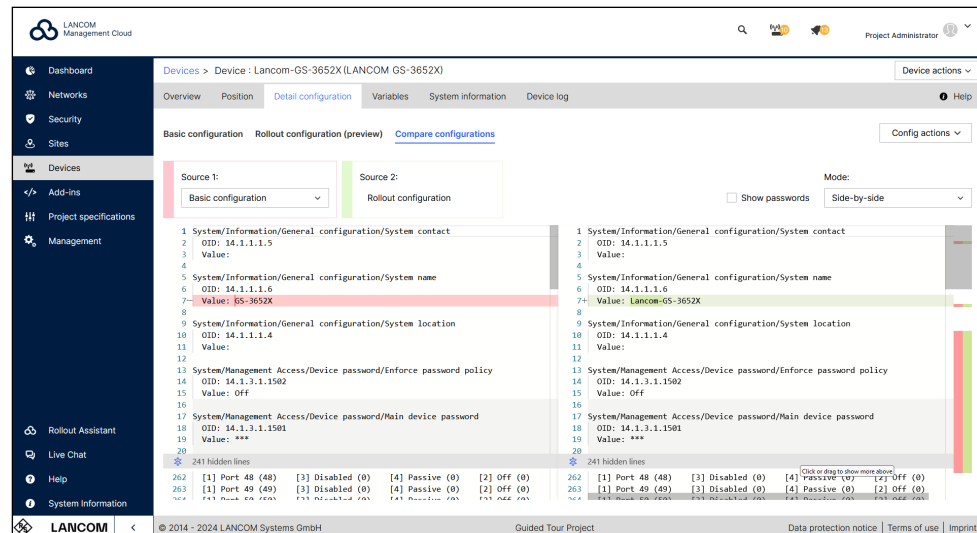 LANCOM
Management Cloud
Project Administrator
Dashboard
Networks
Security
Sites
Devices
Add-ins
Project specifications
Management
Rollout Assistant
Live Chat
Help
System Information
LANCOM <
Devices > Device : Lancom-GS-3652X (LANCOM GS-3652X)
Device actions
Overview Position Detail configuration Variables System information Device log
Help
Basic configuration Rollout configuration (preview) Compare configurations
Config actions
Source 1:
Basic configuration
Source 2:
Rollout configuration
Show passwords
Mode:
Side-by-side
1 System/Information/General configuration/System contact
2 OID: 14.1.1.1.5
3 Value:
4
5 System/Information/General configuration/System name
6 OID: 14.1.1.1.6
7- Value: GS-3652X
8
9 System/Information/General configuration/System location
10 OID: 14.1.1.1.4
11 Value:
12
13 System/Management Access/Device password/Enforce password policy
14 OID: 14.1.3.1.1502
15 Value: Off
16
17 System/Management Access/Device password/Main device password
18 OID: 14.1.3.1.1501
19 Value: ***
20
241 hidden lines
262 [1] Port 48 (48) [3] Disabled (0) [4] Passive (0) [2] Off (0)
263 [1] Port 49 (49) [3] Disabled (0) [4] Passive (0) [2] Off (0)
1 System/Information/General configuration/System contact
2 OID: 14.1.1.1.5
3 Value:
4
5 System/Information/General configuration/System name
6 OID: 14.1.1.1.6
7+ Value: Lancom-GS-3652X
8
9 System/Information/General configuration/System location
10 OID: 14.1.1.1.4
11 Value:
12
13 System/Management Access/Device password/Enforce password policy
14 OID: 14.1.3.1.1502
15 Value: Off
16
17 System/Management Access/Device password/Main device password
18 OID: 14.1.3.1.1501
19 Value: ***
20
241 hidden lines
Click or drag to show more above
262 [1] Port 48 (48) [3] Disabled (0) [4] Passive (0) [2] Off (0)
263 [1] Port 49 (49) [3] Disabled (0) [4] Passive (0) [2] Off (0)
© 2014 - 2024 LANCOM Systems GmbH
Guided Tour Project
Data protection notice | Terms of use | Imprint